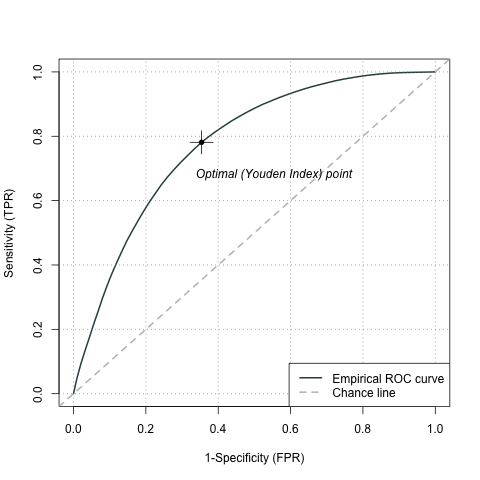 1.0
0.8
0.6
0.4
0.2
0.0
Sensitivity (TPR)
Optimal (Youden Index) point
Empirical ROC curve
Chance line
0.0 0.2 0.4 0.6 0.8 1.0
1-Specificity (FPR)